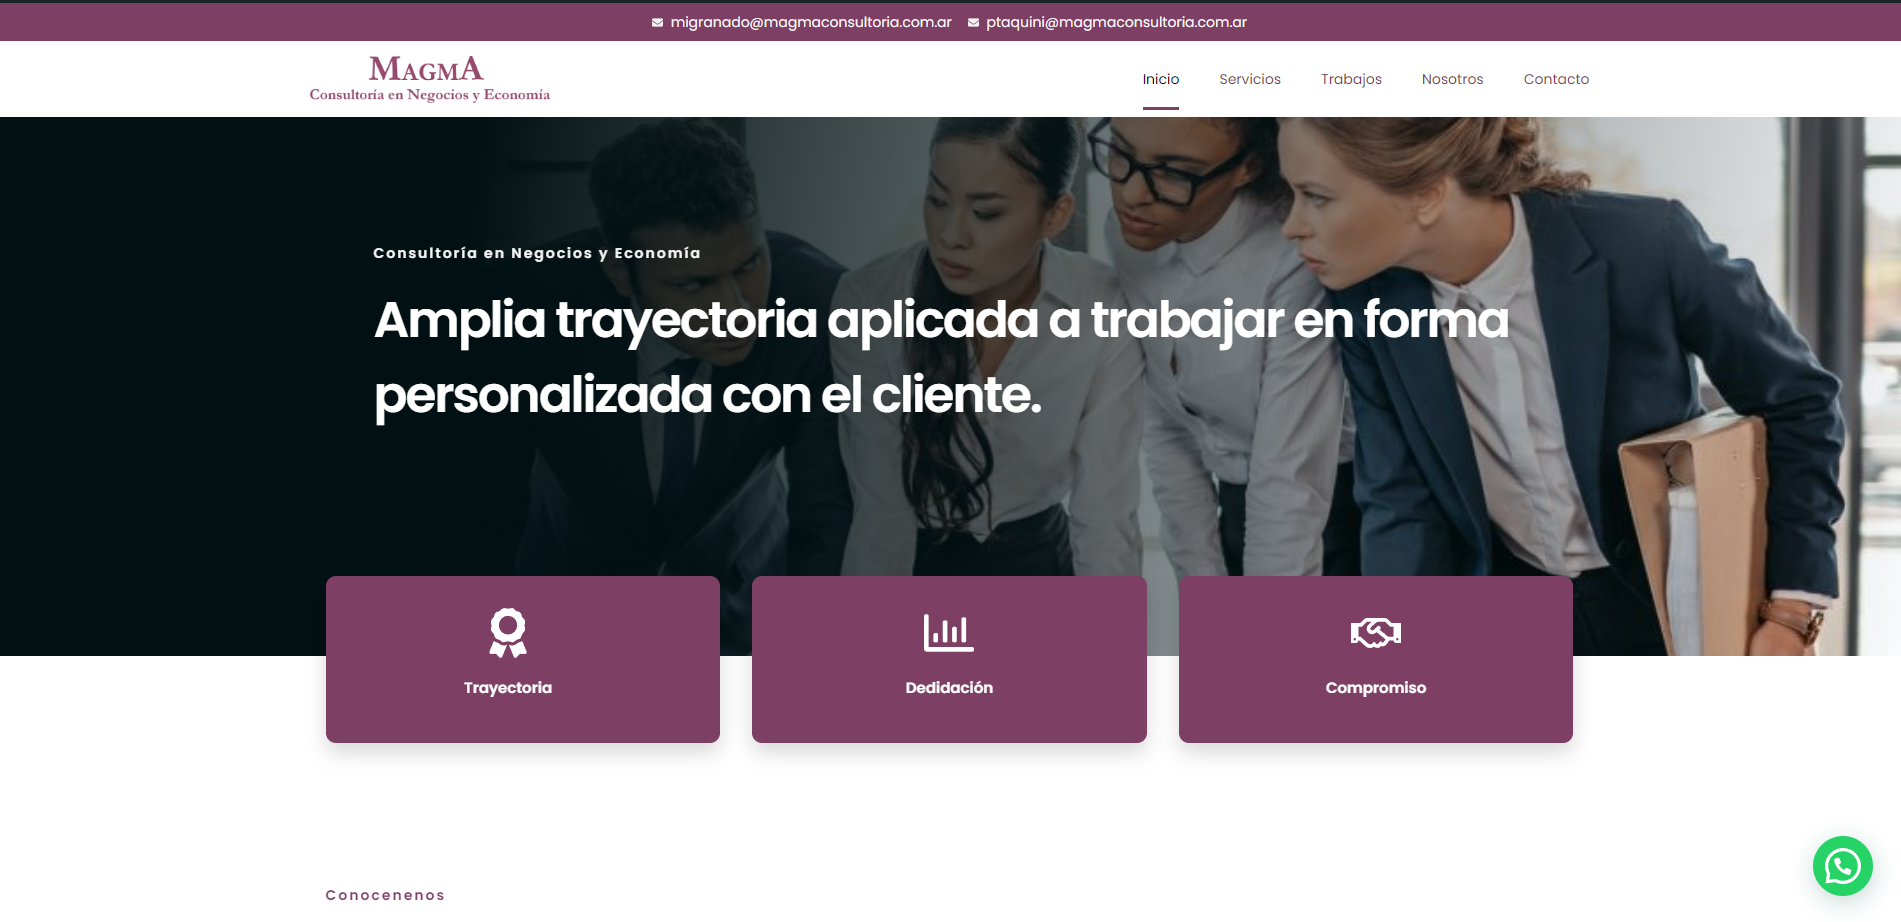 migranado@magmaconsultoria.com.ar ptaquini@magmaconsultoria.com.ar
MAGMA
Consultoría en Negocios y Economía
Inicio Servicios Trabajos Nosotros Contacto
Consultoría en Negocios y Economía
Amplia trayectoria aplicada a trabajar en forma
personalizada con el cliente.
Trayectoria Dedidación Compromiso
Conocenenos